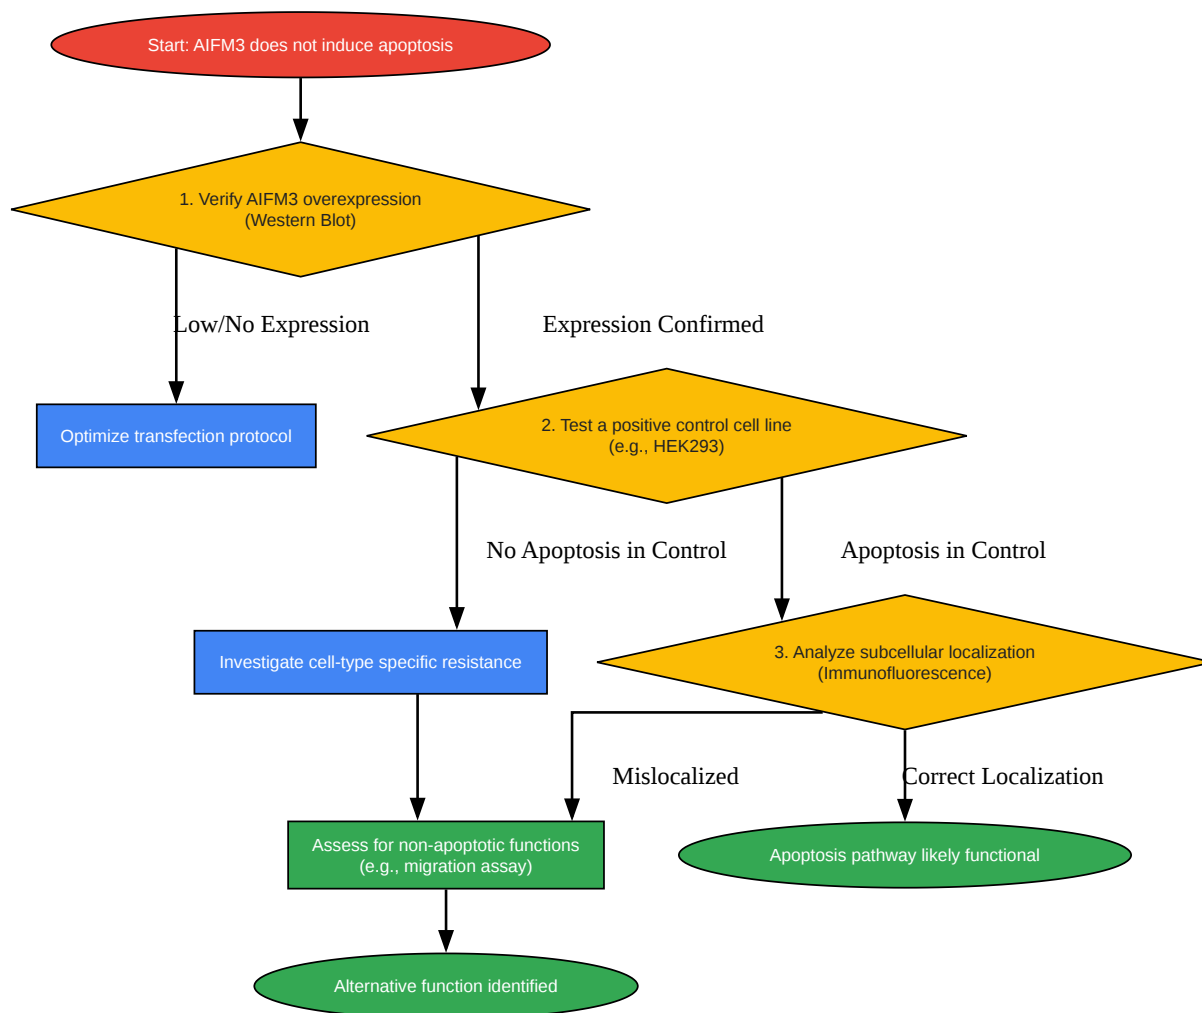 Start: AIFM3 does not induce apoptosis
1. Verify AIFM3 overexpression
(Western Blot)
Low/No Expression
Expression Confirmed
Optimize transfection protocol
2. Test a positive control cell line
(e.g., HEK293)
No Apoptosis in Control
Apoptosis in Control
Investigate cell-type specific resistance
3. Analyze subcellular localization
(Immunofluorescence)
Mislocalized
Correct Localization
Assess for non-apoptotic functions
(e.g., migration assay)
Apoptosis pathway likely functional
Alternative function identified